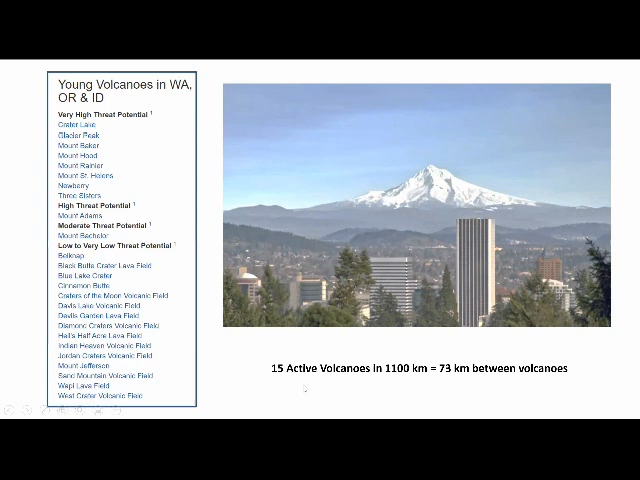 Young Volcanoes in WA,
OR & ID
Very High Threat Potential 1
Crater Lake
Glacier Peak
Mount Baker
Mount Hood
Mount Rainier
Mount St. Helens
Newberry
Three Sisters
High Threat Potential 1
Mount Adams
Moderate Threat Potential 1
Mount Bachelor
Low to Very Low Threat Potential 1
Belknap
Black Butte Crater Lava Field
Blue Lake Crater
Cinnamon Butte
Craters of the Moon Volcanic Field
Davis Lake Volcanic Field
Devils Garden Lava Field
Diamond Craters Volcanic Field
Hell's Half Acre Lava Field
Indian Heaven Volcanic Field
Jordan Craters Volcanic Field
Mount Jefferson
Sand Mountain Volcanic Field
Wapi Lava Field
West Crater Volcanic Field
15 Active Volcanoes in 1100 km = 73 km between volcanoes